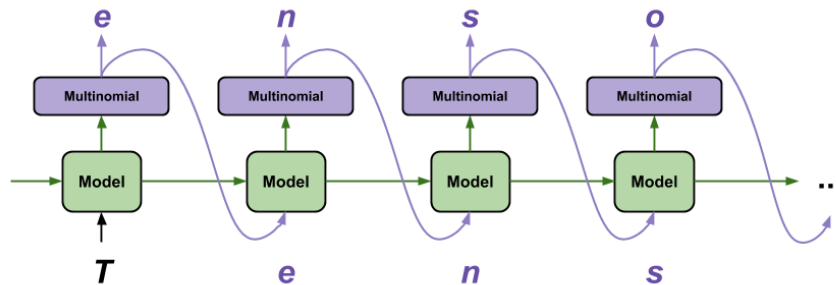 e n s o
Multinomial Multinomial Multinomial Multinomial
Model Model Model Model ..
T e n s